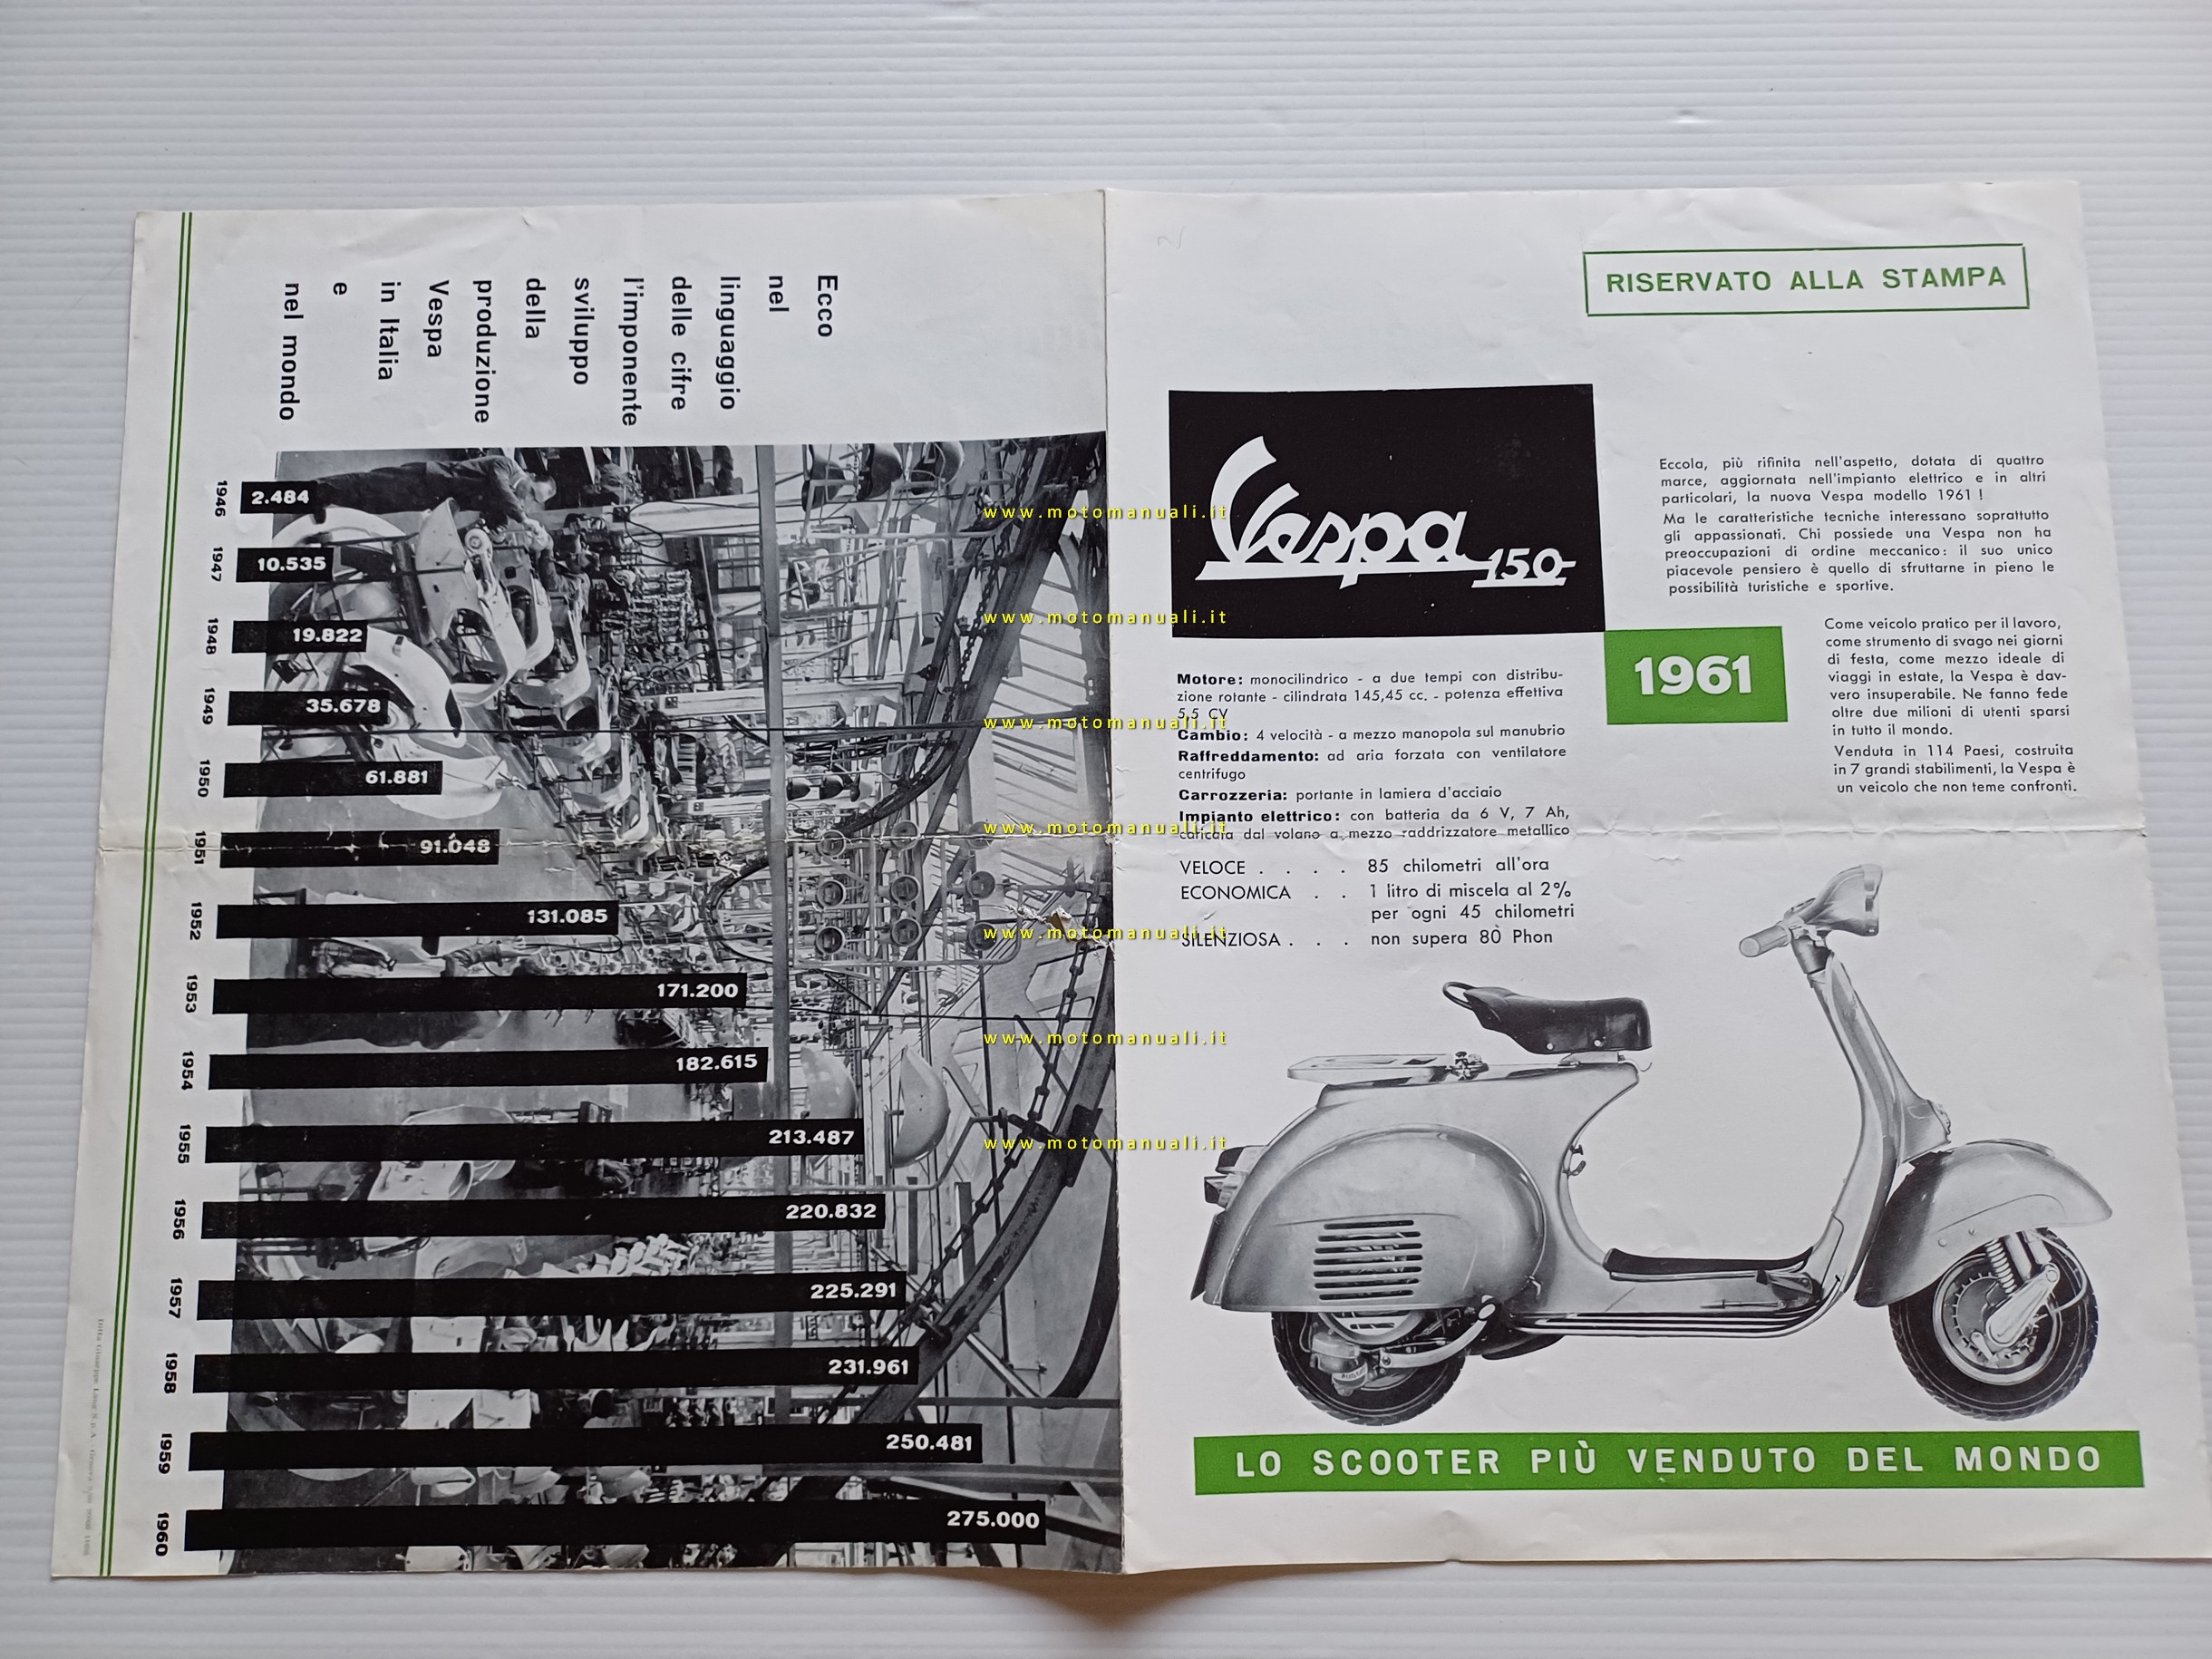 Ecco
nel
linguaggio
delle cifre
l'imponente
sviluppo
della
produzione
Vespa
in Italia
e
nel mondo
1946 2.484
1947 10.535
1948 19.822
1949 35.678
1950 61.881
1951 91.048
1952 131.085
1953 171.200
1954 182.615
1955 213.487
1956 220.832
1957 225.291
1958 231.961
1959 250.481
1960 275.000
RISERVATO ALLA STAMPA
Vespa 150
1961
Eccola, più rifinita nell'aspetto, dotata di quattro
marce, aggiornata nell'impianto elettrico e in altri
particolari, la nuova Vespa modello 1961 !
Ma le caratteristiche tecniche interessano soprattutto
gli appassionati. Chi possiede una Vespa non ha
preoccupazioni di ordine meccanico: il suo unico
piacevole pensiero è quello di sfruttarne in pieno le
possibilità turistiche e sportive.
Come veicolo pratico per il lavoro,
come strumento di svago nei giorni
di festa, come mezzo ideale di
viaggi in estate, la Vespa è dav-
vero insuperabile. Ne fanno fede
oltre due milioni di utenti sparsi
in tutto il mondo.
Venduta in 114 Paesi, costruita
in 7 grandi stabilimenti, la Vespa è
un veicolo che non teme confronti.
Motore: monocilindrico - a due tempi con distribu-
zione rotante - cilindrata 145,45 cc. - potenza effettiva
5,5 CV
Cambio: 4 velocità - a mezzo manopola sul manubrio
Raffreddamento: ad aria forzata con ventilatore
centrifugo
Carrozzeria: portante in lamiera d'acciaio
Impianto elettrico: con batteria da 6 V, 7 Ah,
caricata dal volano a mezzo raddrizzatore metallico
VELOCE . . . . 85 chilometri all'ora
ECONOMICA . . 1 litro di miscela al 2%
per ogni 45 chilometri
SILENZIOSA . . . non supera 80 Phon
LO SCOOTER PIÙ VENDUTO DEL MONDO
www.motomanuali.it
www.motomanuali.it
www.motomanuali.it
www.motomanuali.it
www.motomanuali.it
www.motomanuali.it
www.motomanuali.it